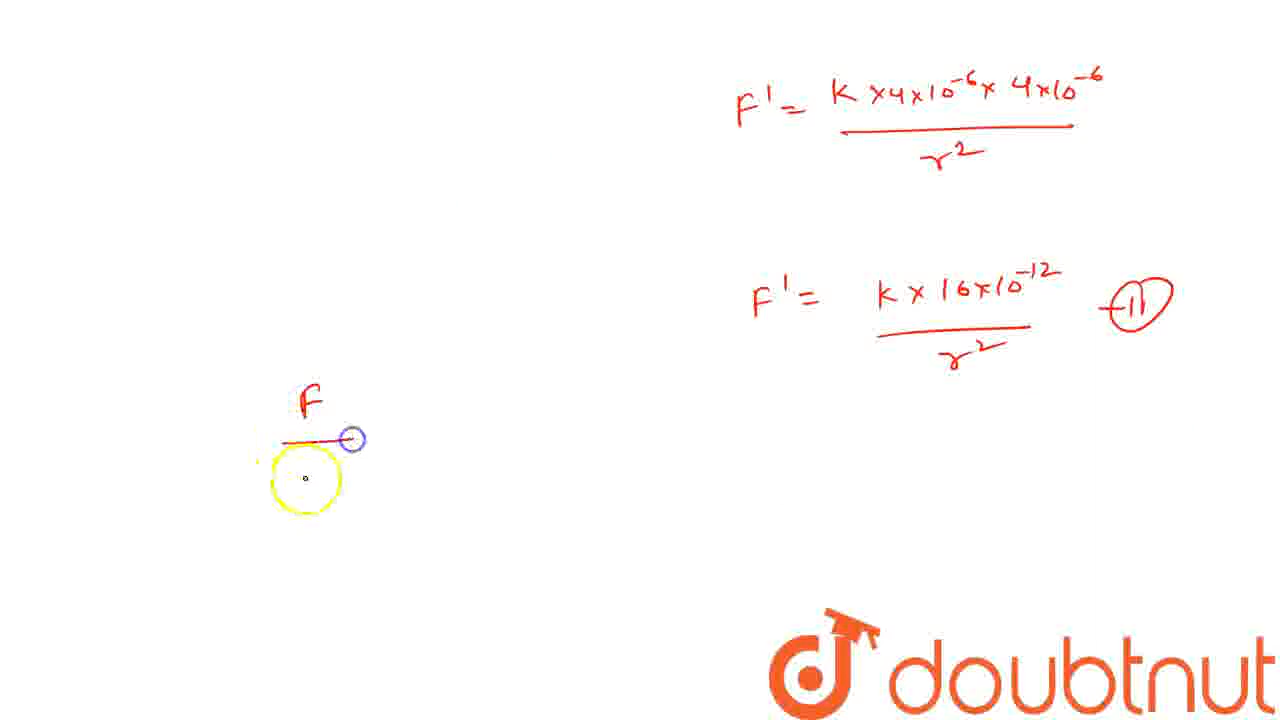 F' = K × 4 × 10⁻⁶ × 4 × 10⁻⁶
r²
F' = K × 16 × 10⁻¹²
r²
—II
F
doubtnut